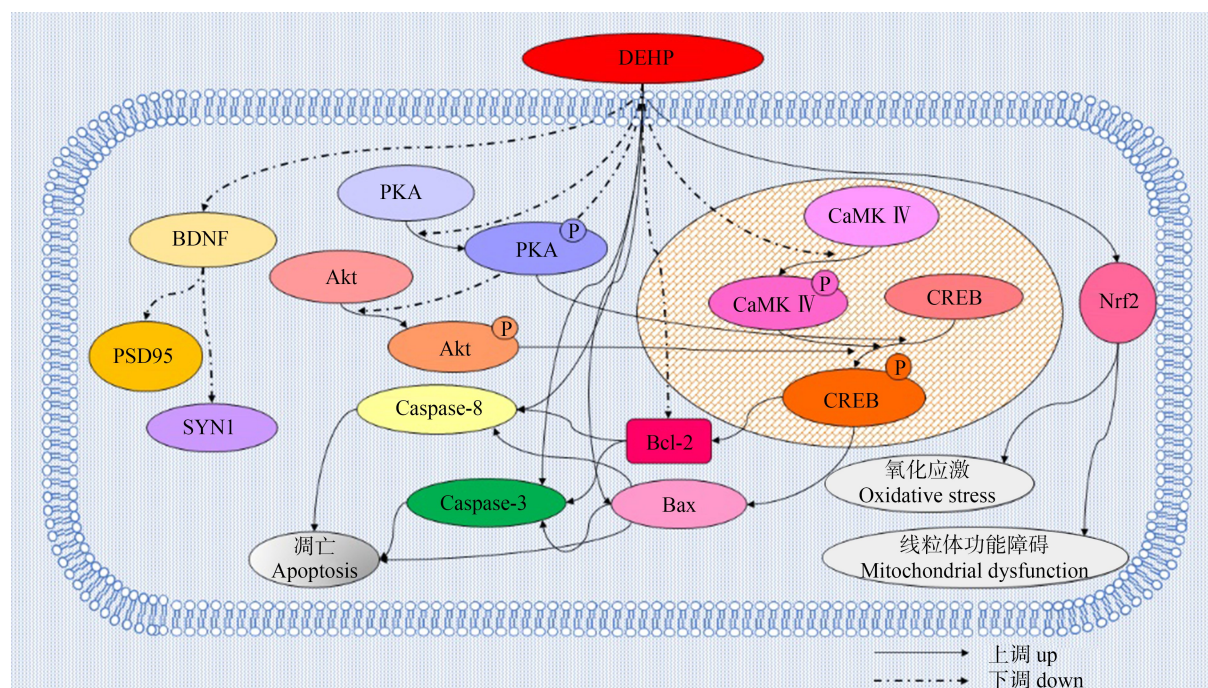 DEHP
PKA
CaMK Ⅳ
P
BDNF
PKA
Akt
P
CaMK Ⅳ
CREB
Nrf2
P
Akt
PSD95
P
CREB
Caspase-8
SYN1
Bcl-2
氧化应激
Oxidative stress
Caspase-3
Bax
凋亡
Apoptosis
线粒体功能障碍
Mitochondrial dysfunction
上调 up
下调 down